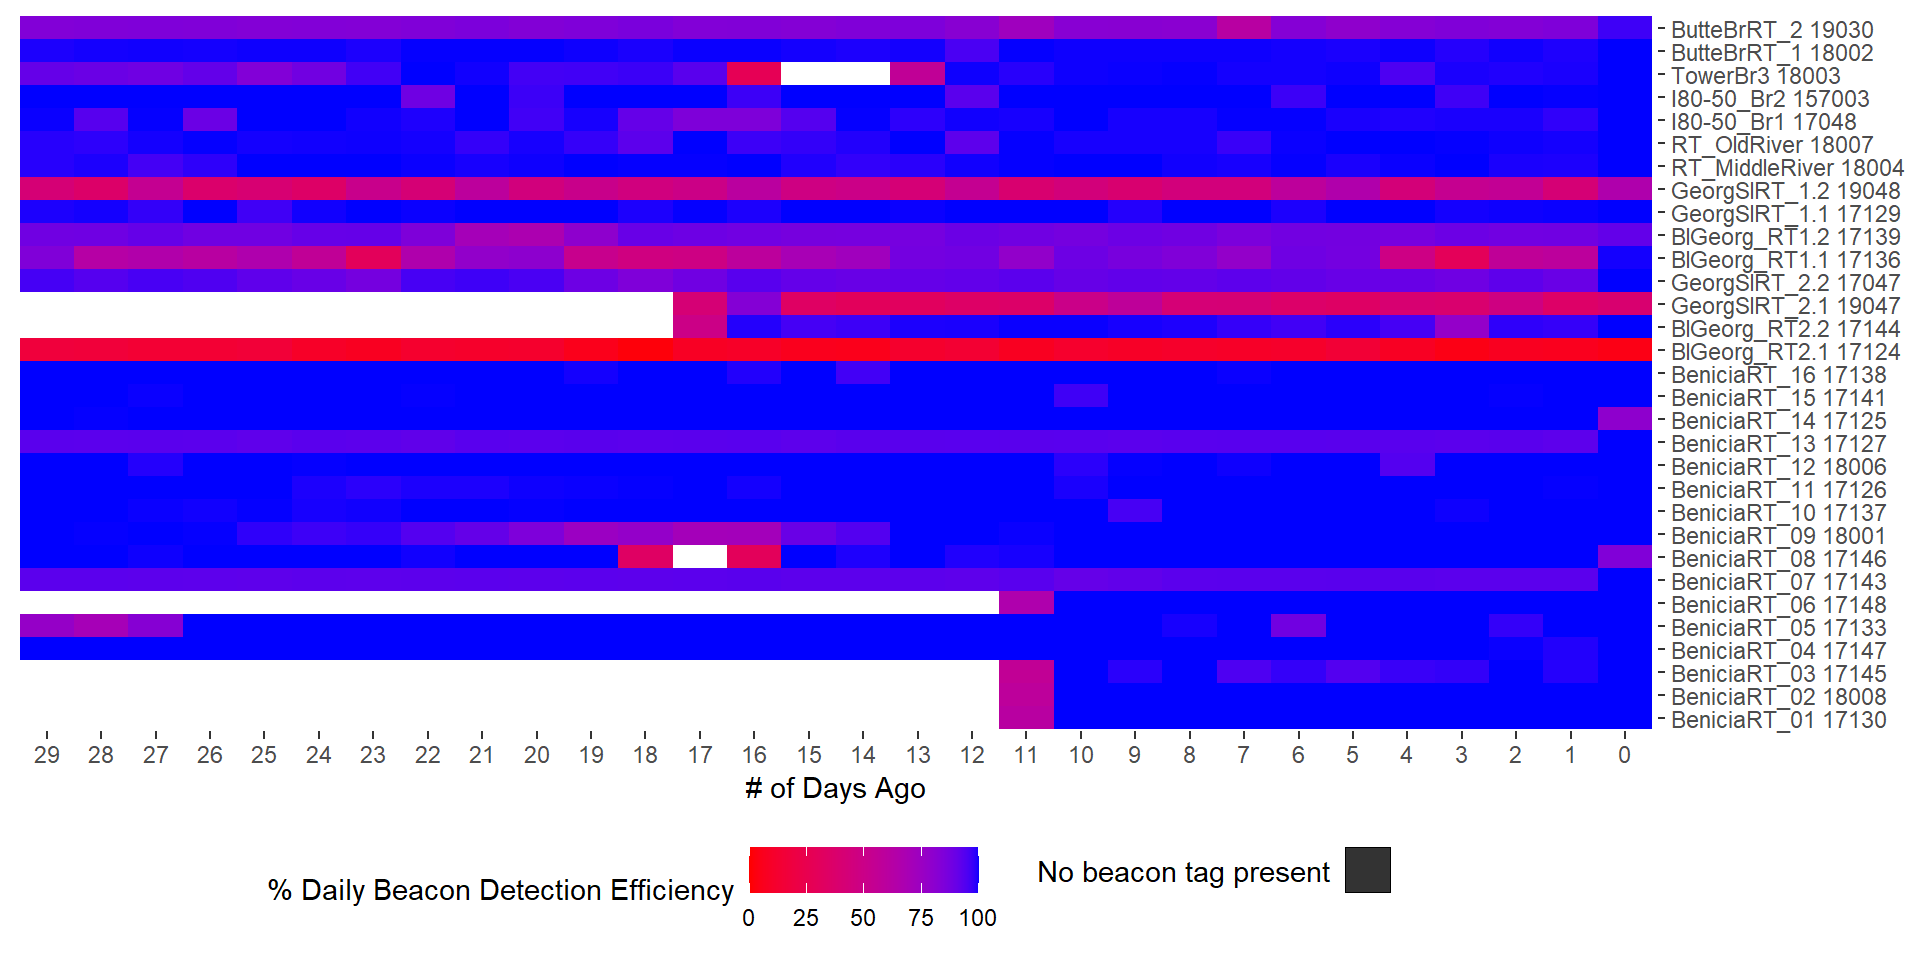 ButteBrRT_2 19030
ButteBrRT_1 18002
TowerBr3 18003
I80-50_Br2 157003
I80-50_Br1 17048
RT_OldRiver 18007
RT_MiddleRiver 18004
GeorgSlRT_1.2 19048
GeorgSlRT_1.1 17129
BlGeorg_RT1.2 17139
BlGeorg_RT1.1 17136
GeorgSlRT_2.2 17047
GeorgSlRT_2.1 19047
BlGeorg_RT2.2 17144
BlGeorg_RT2.1 17124
BeniciaRT_16 17138
BeniciaRT_15 17141
BeniciaRT_14 17125
BeniciaRT_13 17127
BeniciaRT_12 18006
BeniciaRT_11 17126
BeniciaRT_10 17137
BeniciaRT_09 18001
BeniciaRT_08 17146
BeniciaRT_07 17143
BeniciaRT_06 17148
BeniciaRT_05 17133
BeniciaRT_04 17147
BeniciaRT_03 17145
BeniciaRT_02 18008
BeniciaRT_01 17130
29 28 27 26 25 24 23 22 21 20 19 18 17 16 15 14 13 12 11 10 9 8 7 6 5 4 3 2 1 0
# of Days Ago
% Daily Beacon Detection Efficiency
0 25 50 75 100
No beacon tag present